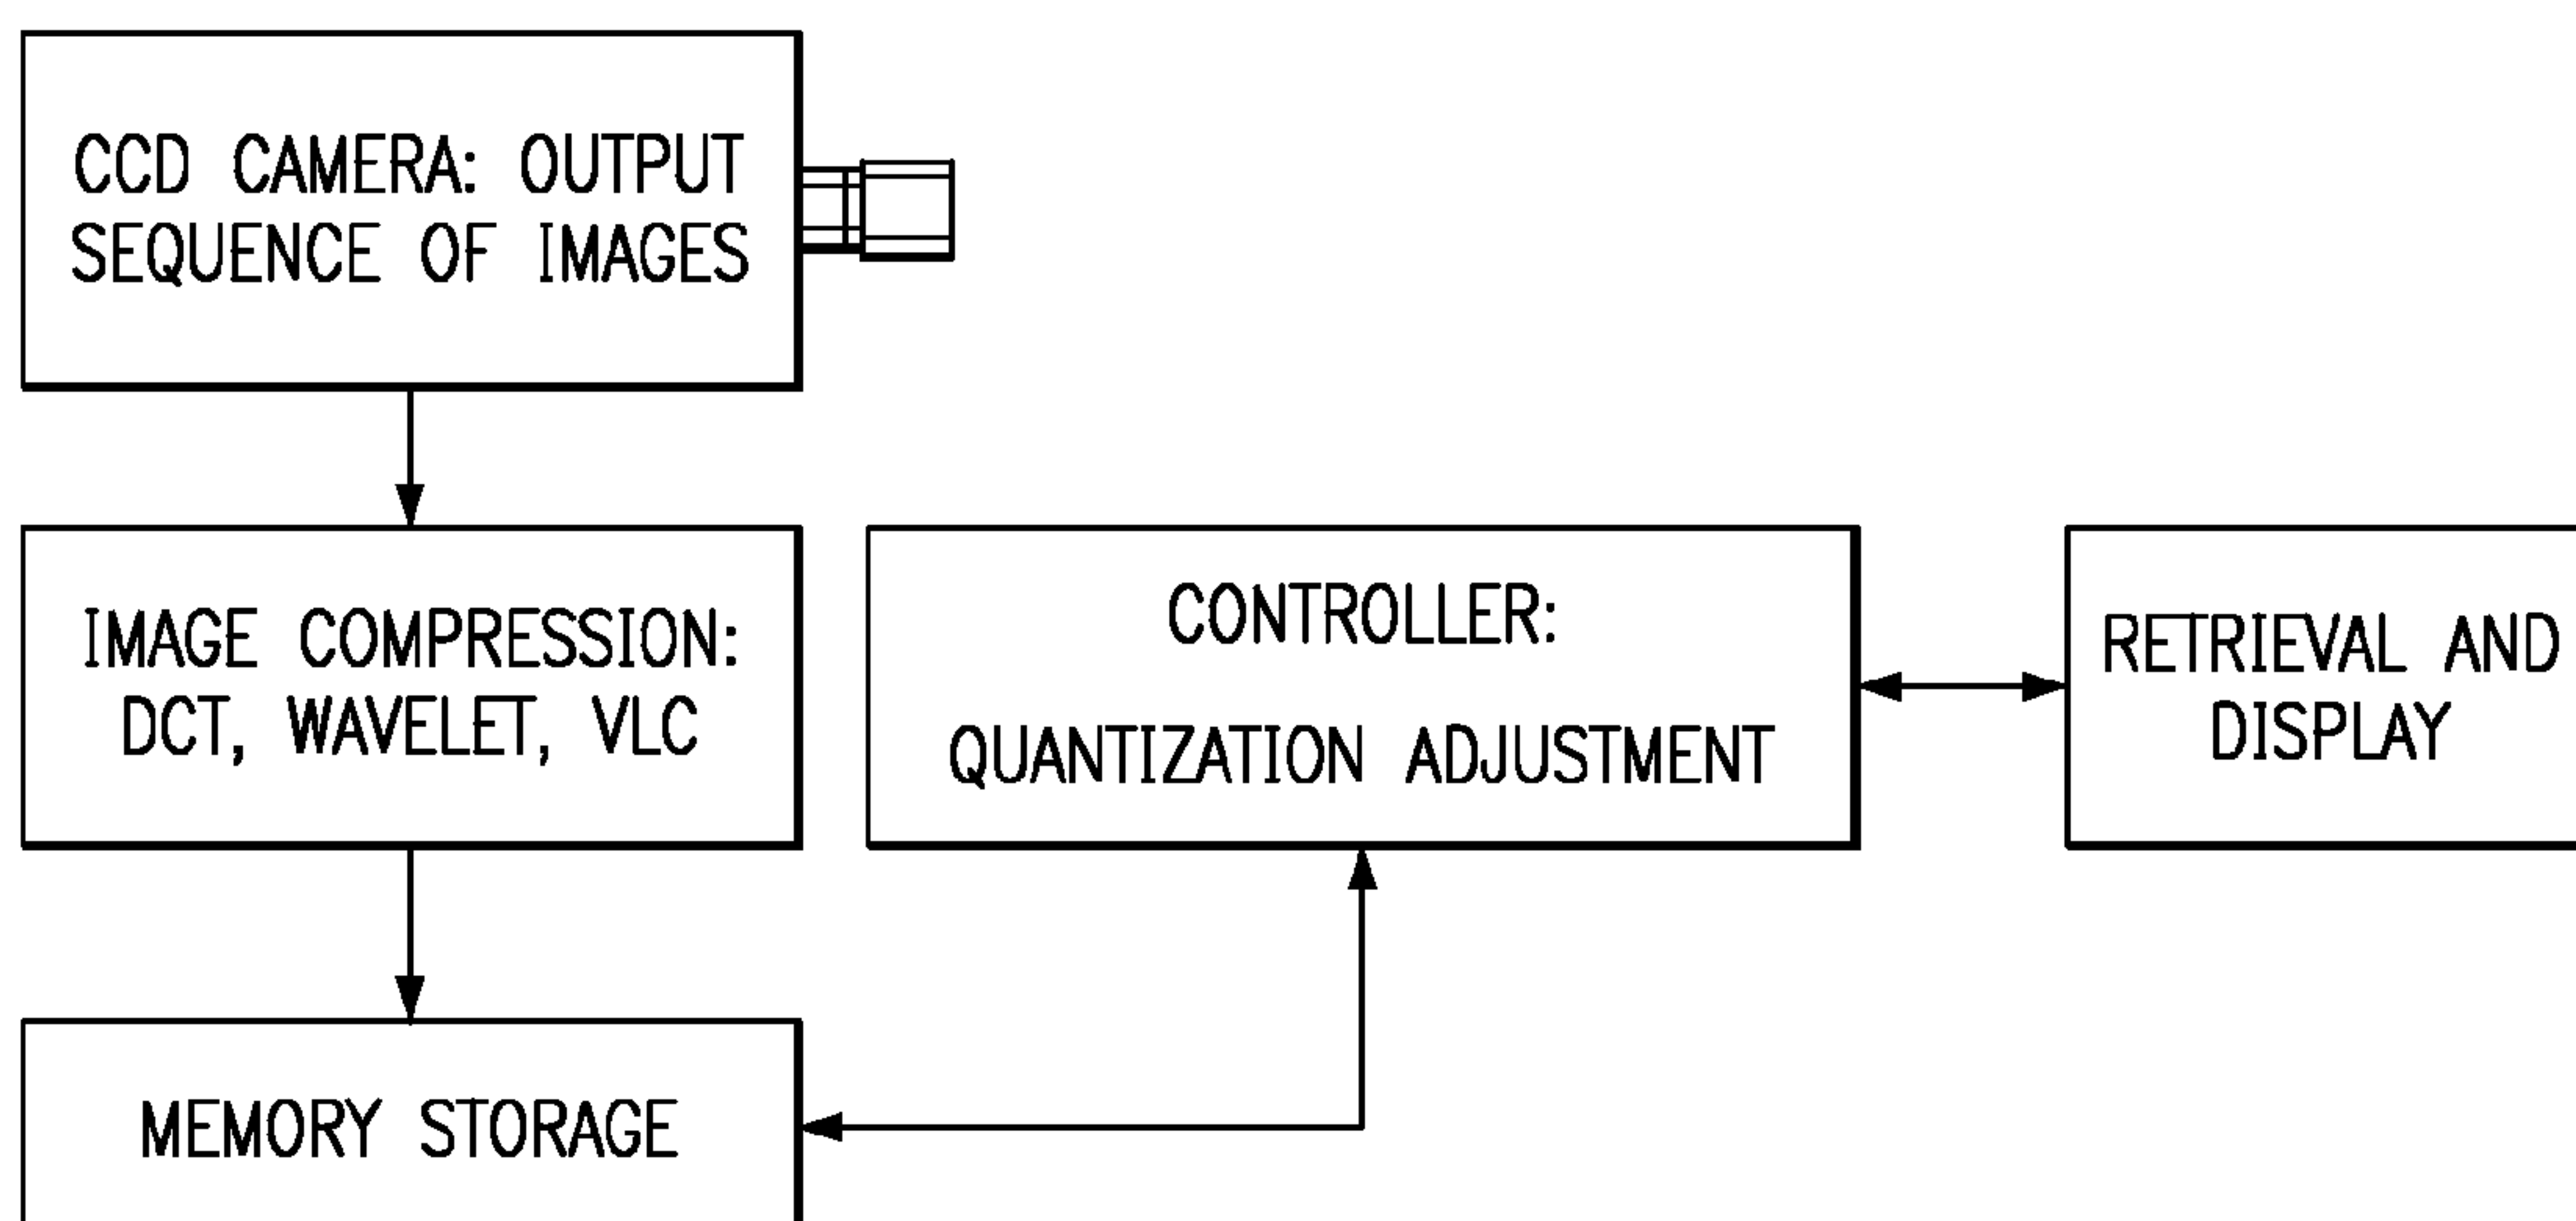 CCD CAMERA: OUTPUT
SEQUENCE OF IMAGES
IMAGE COMPRESSION:
DCT, WAVELET, VLC
CONTROLLER:
QUANTIZATION ADJUSTMENT
RETRIEVAL AND
DISPLAY
MEMORY STORAGE